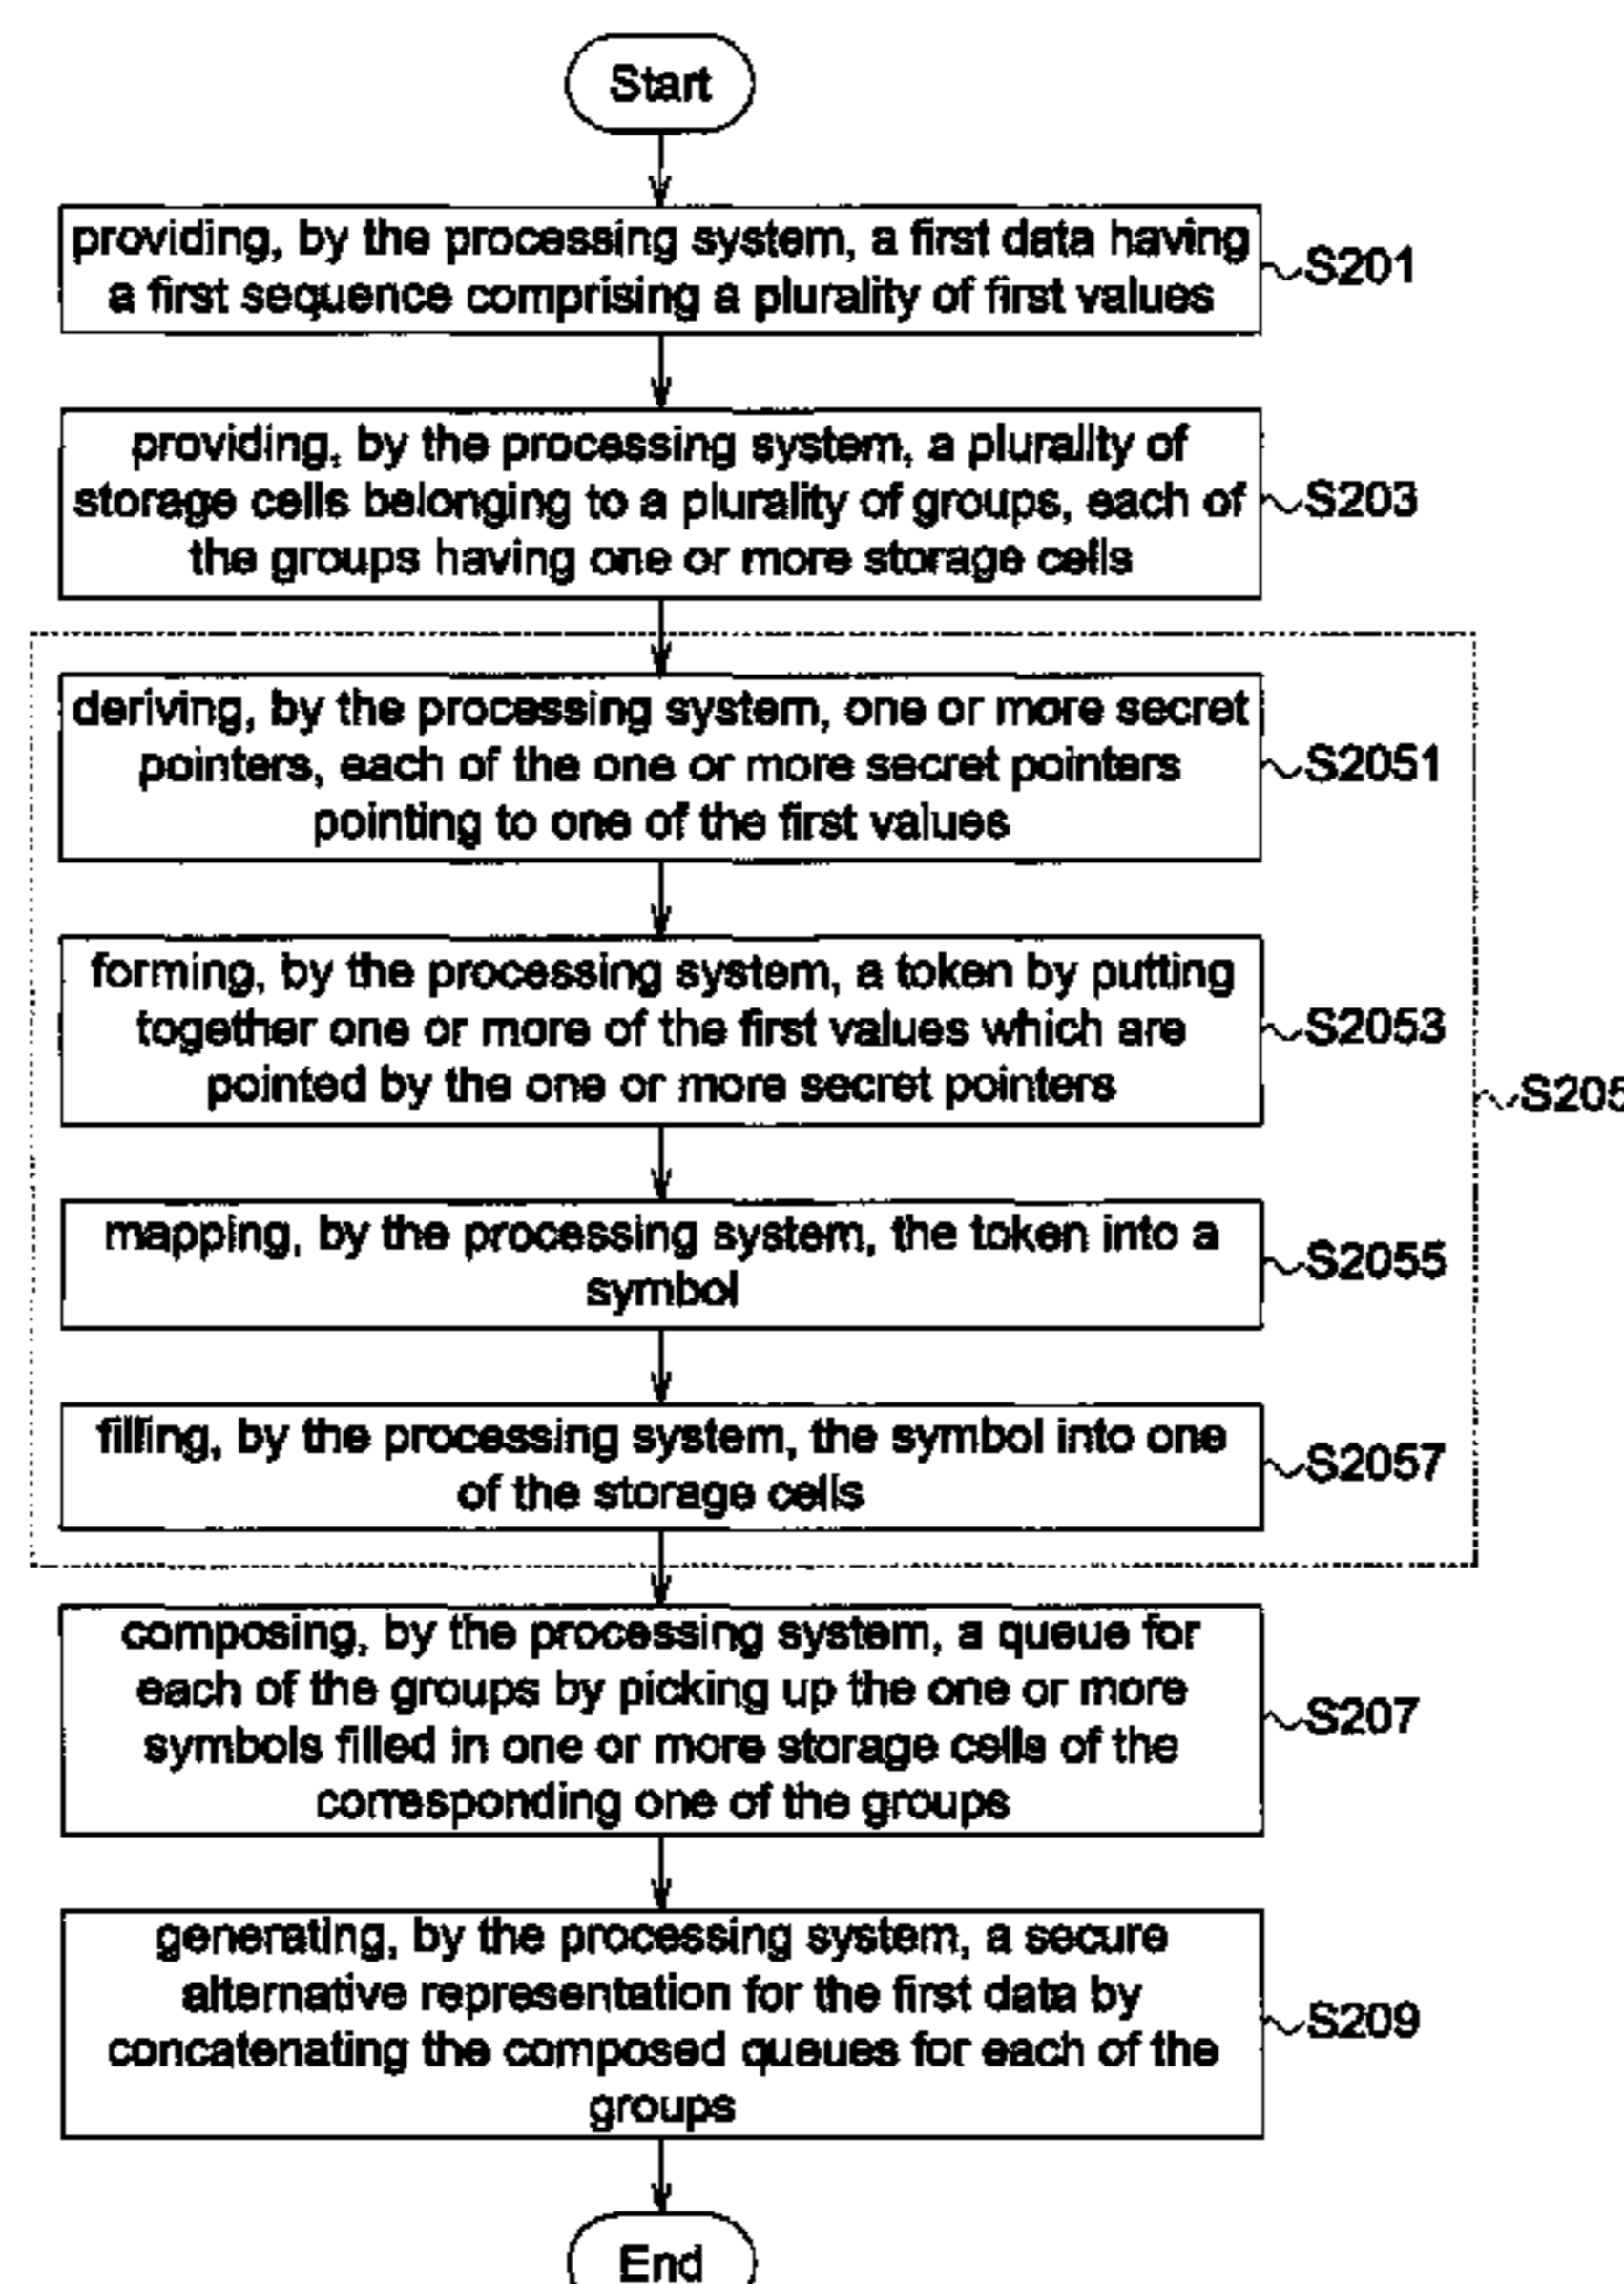 Start
providing, by the processing system, a first data having
a first sequence comprising a plurality of first values
S201
providing, by the processing system, a plurality of
storage cells belonging to a plurality of groups, each of
the groups having one or more storage cells
S203
deriving, by the processing system, one or more secret
pointers, each of the one or more secret pointers
pointing to one of the first values
S2051
forming, by the processing system, a token by putting
together one or more of the first values which are
pointed by the one or more secret pointers
S2053
S205
mapping, by the processing system, the token into a
symbol
S2055
filling, by the processing system, the symbol into one
of the storage cells
S2057
composing, by the processing system, a queue for
each of the groups by picking up the one or more
symbols filled in one or more storage cells of the
corresponding one of the groups
S207
generating, by the processing system, a secure
alternative representation for the first data by
concatenating the composed queues for each of the
groups
S209
End